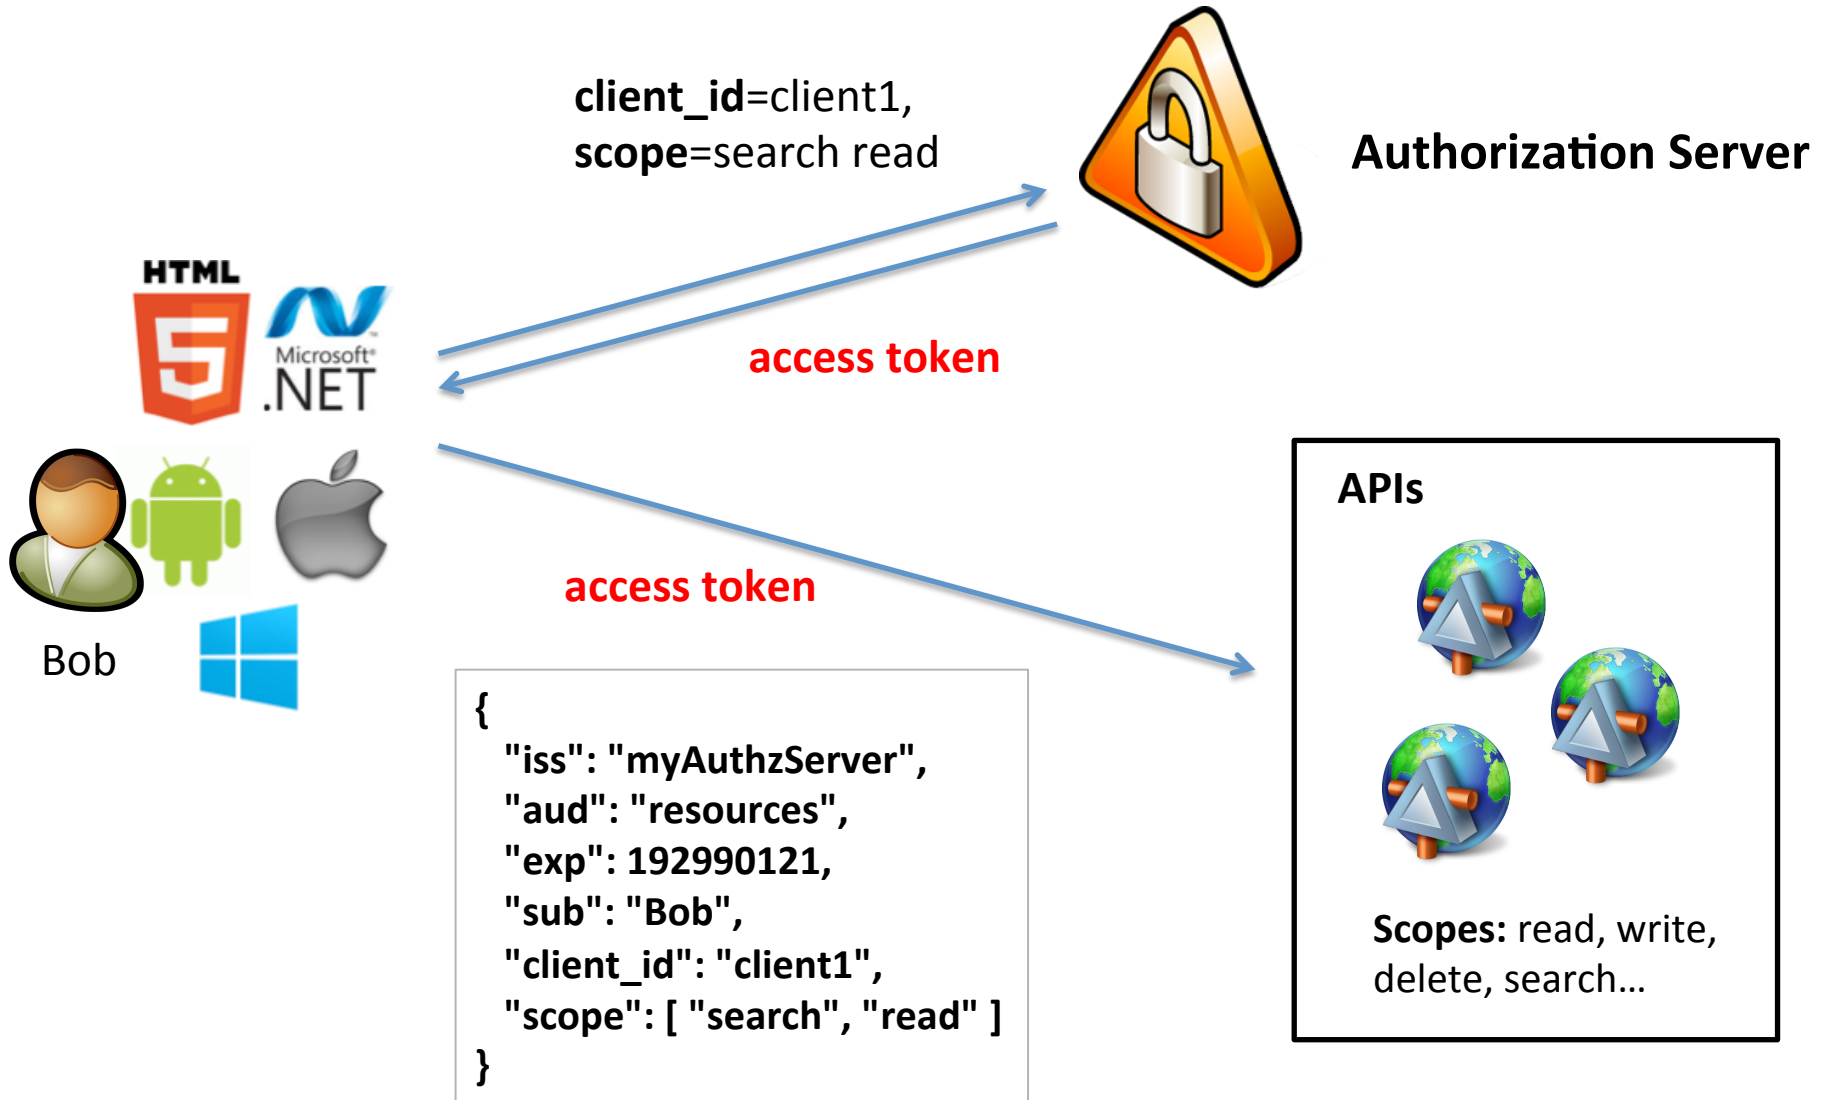 client_id=client1,
scope=search read
Authorization Server
HTML
5
Microsoft®
.NET
access token
Bob
access token
{
"iss": "myAuthzServer",
"aud": "resources",
"exp": 192990121,
"sub": "Bob",
"client_id": "client1",
"scope": [ "search", "read" ]
}
APIs
Scopes: read, write,
delete, search…